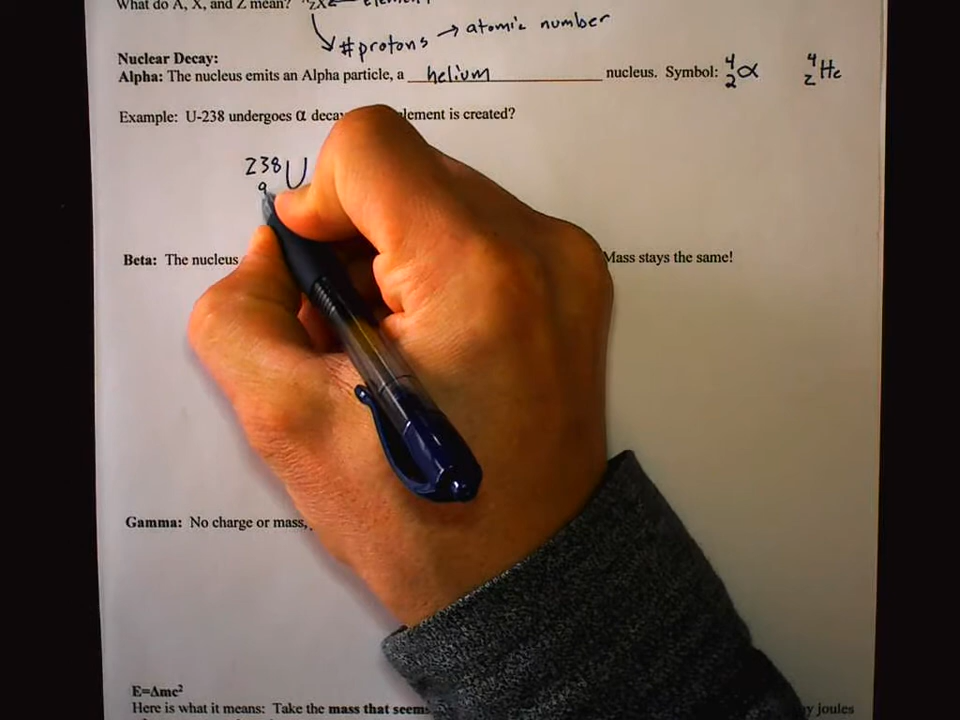 What do A, X, and Z mean? ZX ← element
#protons → atomic number
Nuclear Decay:
Alpha: The nucleus emits an Alpha particle, a helium nucleus. Symbol: 4 2 α 4 2 He
Example: U-238 undergoes α element is created?
238 U
9
Beta: The nucleus Mass stays the same!
Gamma: No charge or mass,
E=Δmc²
Here is what it means: Take the mass that seems joules